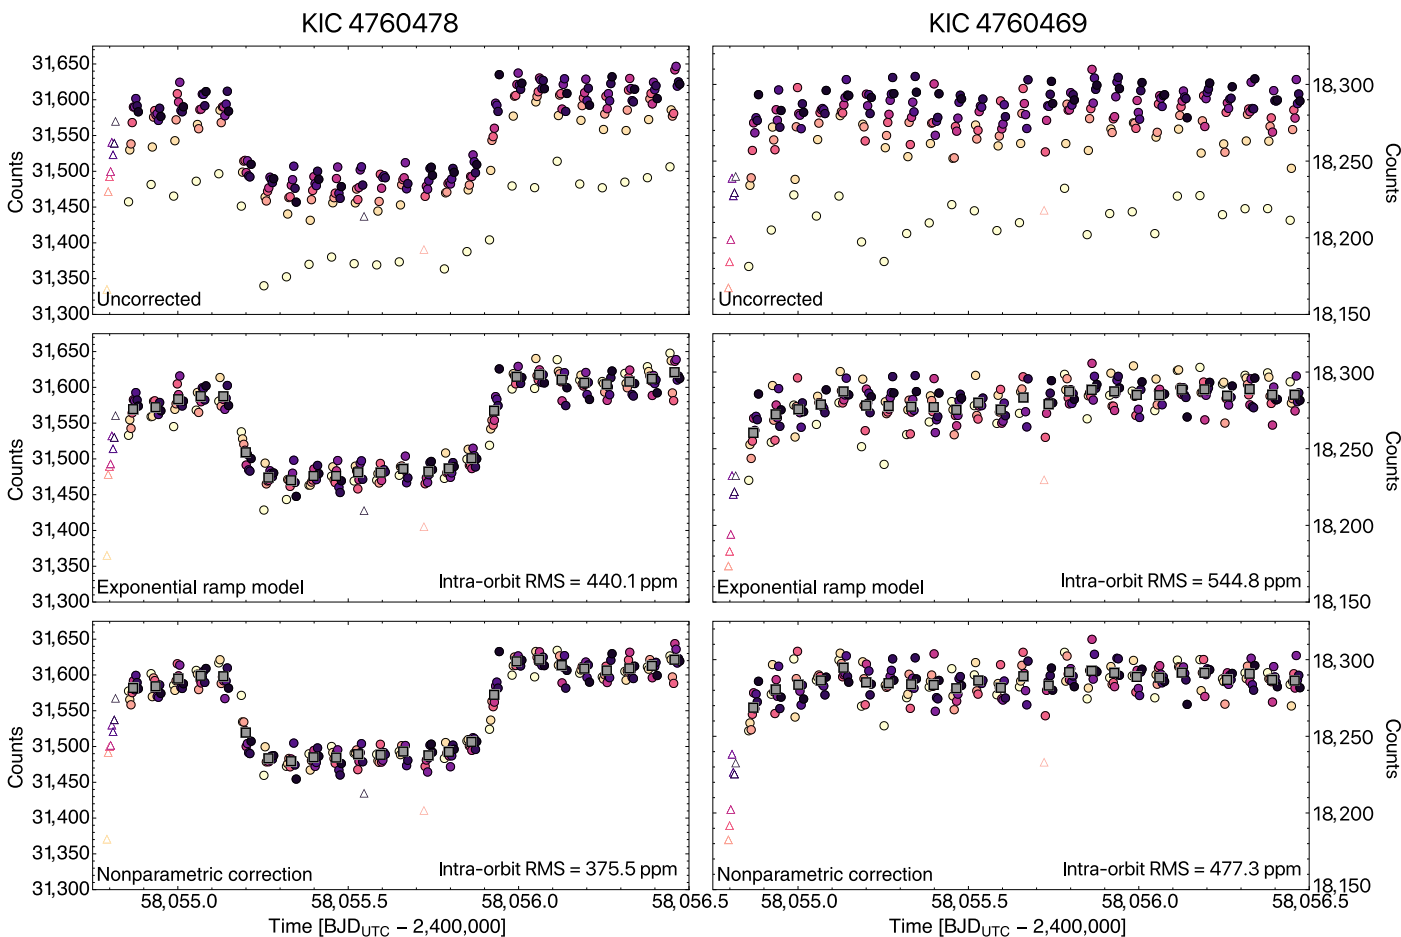 KIC 4760478
KIC 4760469
31,650
31,600
31,550
31,500
31,450
31,400
31,350
31,300
Counts
Uncorrected
18,300
18,250
18,200
18,150
Counts
Uncorrected
31,650
31,600
31,550
31,500
31,450
31,400
31,350
31,300
Counts
Exponential ramp model
Intra-orbit RMS = 440.1 ppm
18,300
18,250
18,200
18,150
Counts
Exponential ramp model
Intra-orbit RMS = 544.8 ppm
31,650
31,600
31,550
31,500
31,450
31,400
31,350
31,300
Counts
Nonparametric correction
Intra-orbit RMS = 375.5 ppm
18,300
18,250
18,200
18,150
Counts
Nonparametric correction
Intra-orbit RMS = 477.3 ppm
58,055.0 58,055.5 58,056.0 58,056.5
58,055.0 58,055.5 58,056.0 58,056.5
Time [BJD_UTC − 2,400,000]
Time [BJD_UTC − 2,400,000]